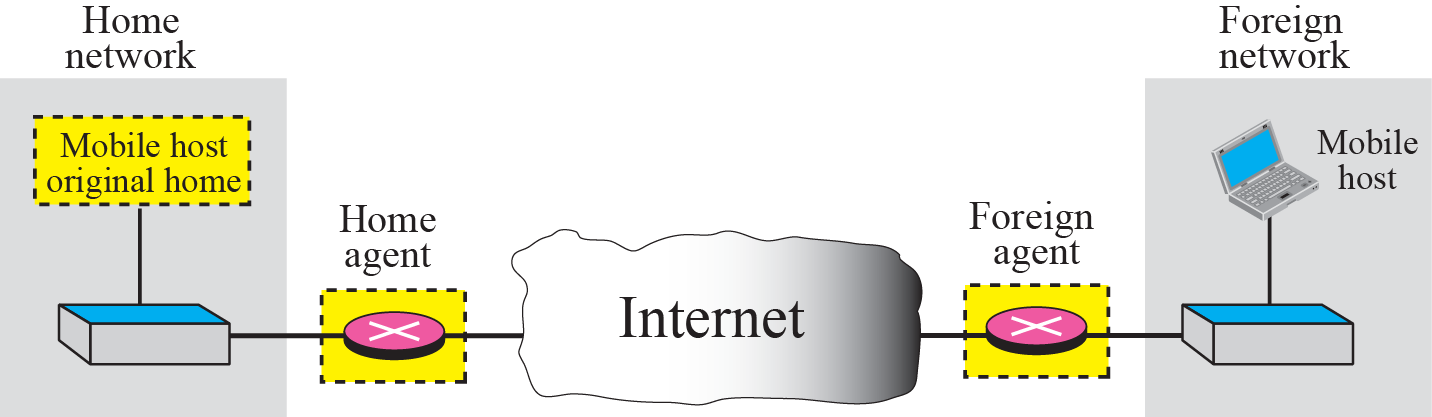 Home
network
Mobile host
original home
Home
agent
Internet
Foreign
agent
Foreign
network
Mobile
host